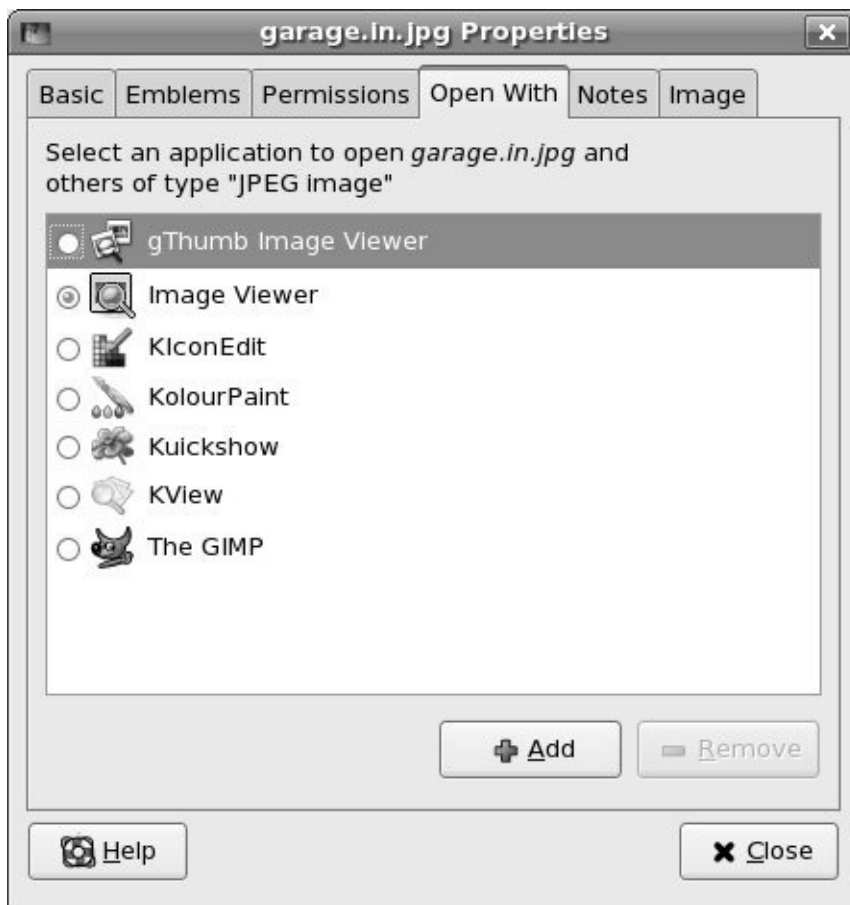 garage.in.jpg Properties
Basic Emblems Permissions Open With Notes Image
Select an application to open garage.in.jpg and
others of type "JPEG image"
gThumb Image Viewer
Image Viewer
KIconEdit
KolourPaint
Kuickshow
KView
The GIMP
Add Remove
Help Close